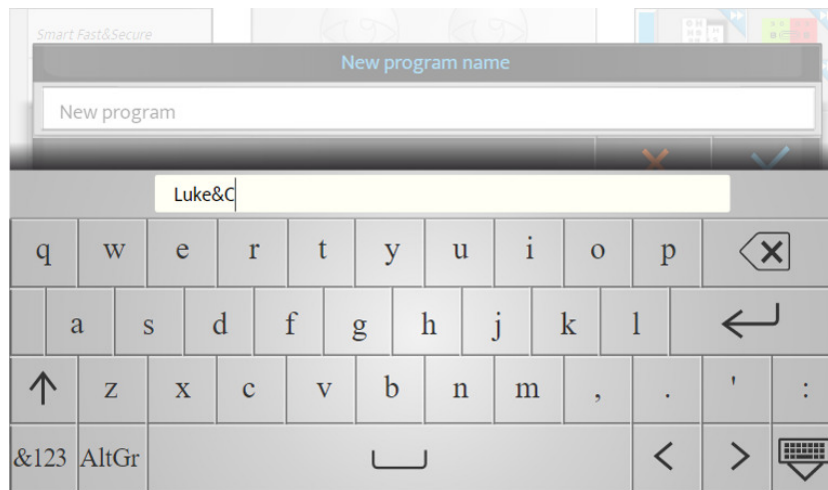 Smart Fast&Secure
New program name
New program
Luke&C
q w e r t y u i o p
a s d f g h j k l
z x c v b n m , . ' :
&123 AltGr < >